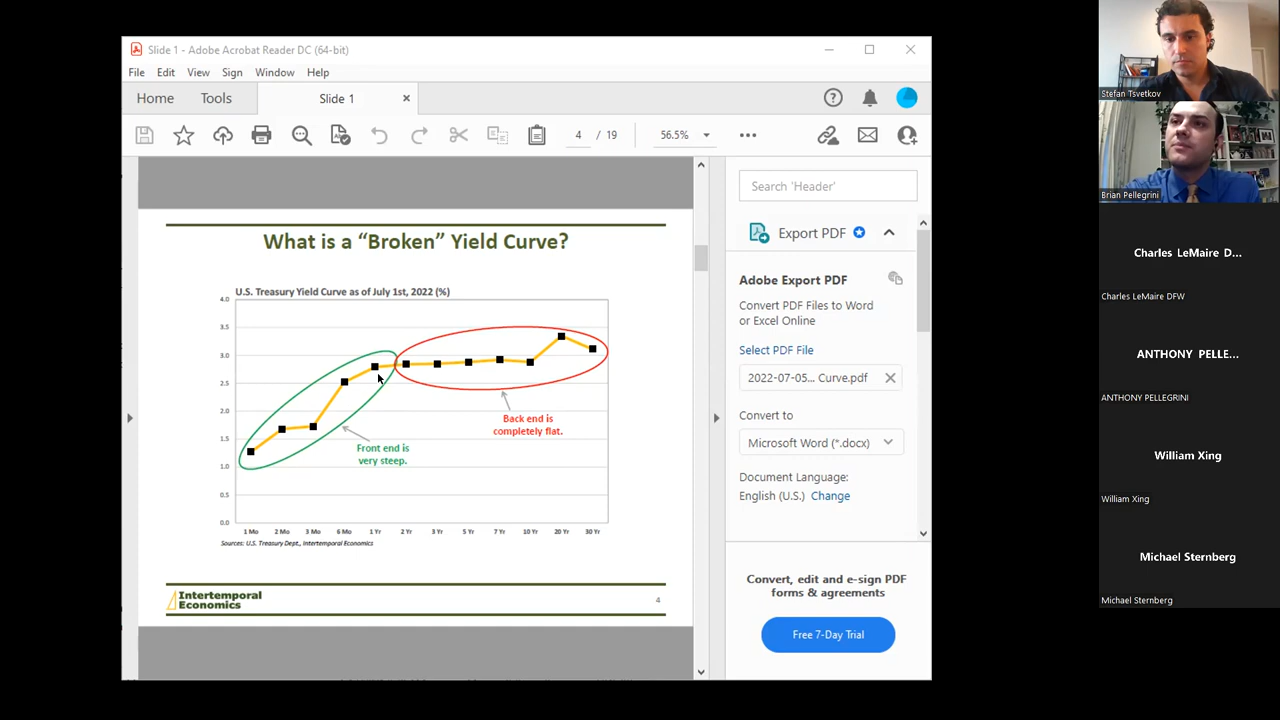 Slide 1 - Adobe Acrobat Reader DC (64-bit)
File Edit View Sign Window Help
Home Tools Slide 1
4 / 19 56.5%
What is a “Broken” Yield Curve?
U.S. Treasury Yield Curve as of July 1st, 2022 (%)
4.0
3.5
3.0
2.5
2.0
1.5
1.0
0.5
0.0
Back end is
completely flat.
Front end is
very steep.
1 Mo 2 Mo 3 Mo 6 Mo 1 Yr 2 Yr 3 Yr 5 Yr 7 Yr 10 Yr 20 Yr 30 Yr
Sources: U.S. Treasury Dept., Intertemporal Economics
Intertemporal
Economics
4
Search 'Header'
Export PDF
Adobe Export PDF
Convert PDF Files to Word
or Excel Online
Select PDF File
2022-07-05... Curve.pdf
Convert to
Microsoft Word (*.docx)
Document Language:
English (U.S.) Change
Convert, edit and e-sign PDF
forms & agreements
Free 7-Day Trial
Stefan Tsvetkov
Brian Pellegrini
Charles LeMaire D...
Charles LeMaire DFW
ANTHONY PELLE...
ANTHONY PELLEGRINI
William Xing
William Xing
Michael Sternberg
Michael Sternberg